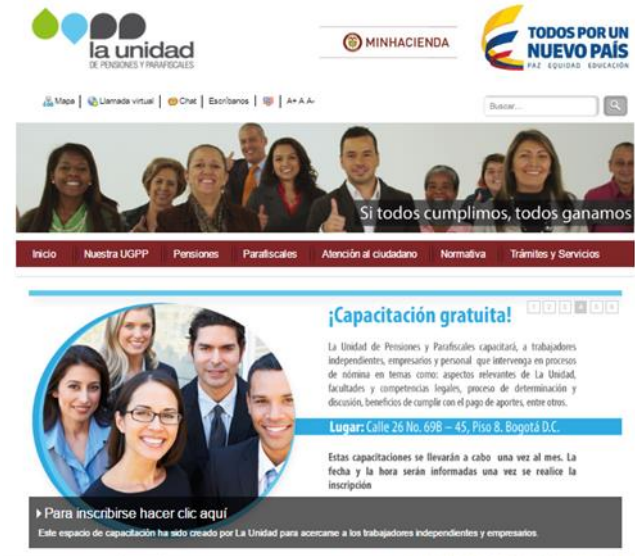 la unidad
DE PENSIONES Y PARAFISCALES
MINHACIENDA
TODOS POR UN
NUEVO PAÍS
PAZ EQUIDAD EDUCACIÓN
Mapa | Llamada virtual | Chat | Escríbanos | A+ A A-
Buscar...
Si todos cumplimos, todos ganamos
Inicio Nuestra UGPP Pensiones Parafiscales Atención al ciudadano Normativa Trámites y Servicios
¡Capacitación gratuita!
1 2 3 4 5 6
La Unidad de Pensiones y Parafiscales capacitará, a trabajadores
independientes, empresarios y personal que intervenga en procesos
de nómina en temas como: aspectos relevantes de La Unidad,
facultades y competencias legales, proceso de determinación y
discusión, beneficios de cumplir con el pago de aportes, entre otros.
Lugar: Calle 26 No. 69B – 45, Piso 8. Bogotá D.C.
Estas capacitaciones se llevarán a cabo una vez al mes. La
fecha y la hora serán informadas una vez se realice la
inscripción
Para inscribirse hacer clic aquí
Este espacio de capacitación ha sido creado por La Unidad para acercarse a los trabajadores independientes y empresarios.